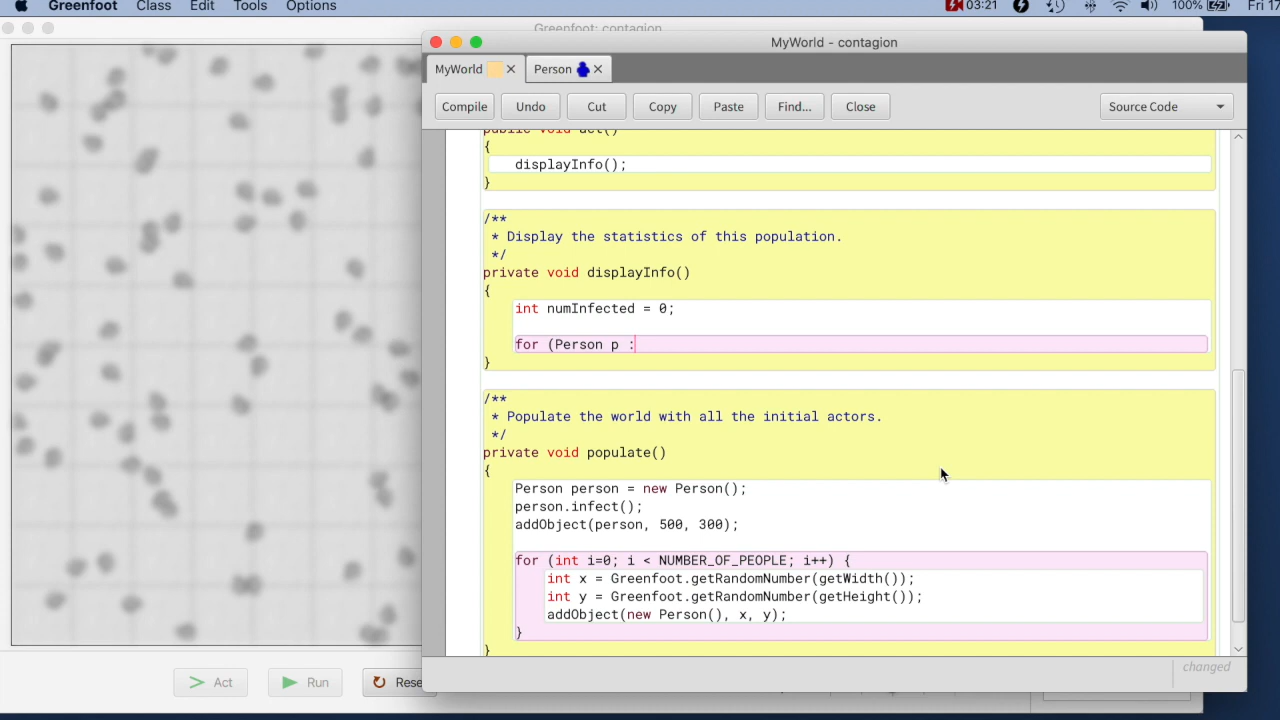 Greenfoot Class Edit Tools Options 03:21 100% Fri 17
Greenfoot: contagion
MyWorld - contagion
MyWorld Person
Compile Undo Cut Copy Paste Find... Close Source Code
public void act()
{
displayInfo();
}
/**
* Display the statistics of this population.
*/
private void displayInfo()
{
int numInfected = 0;
for (Person p :
}
/**
* Populate the world with all the initial actors.
*/
private void populate()
{
Person person = new Person();
person.infect();
addObject(person, 500, 300);
for (int i=0; i < NUMBER_OF_PEOPLE; i++) {
int x = Greenfoot.getRandomNumber(getWidth());
int y = Greenfoot.getRandomNumber(getHeight());
addObject(new Person(), x, y);
}
}
changed
Act Run Rese